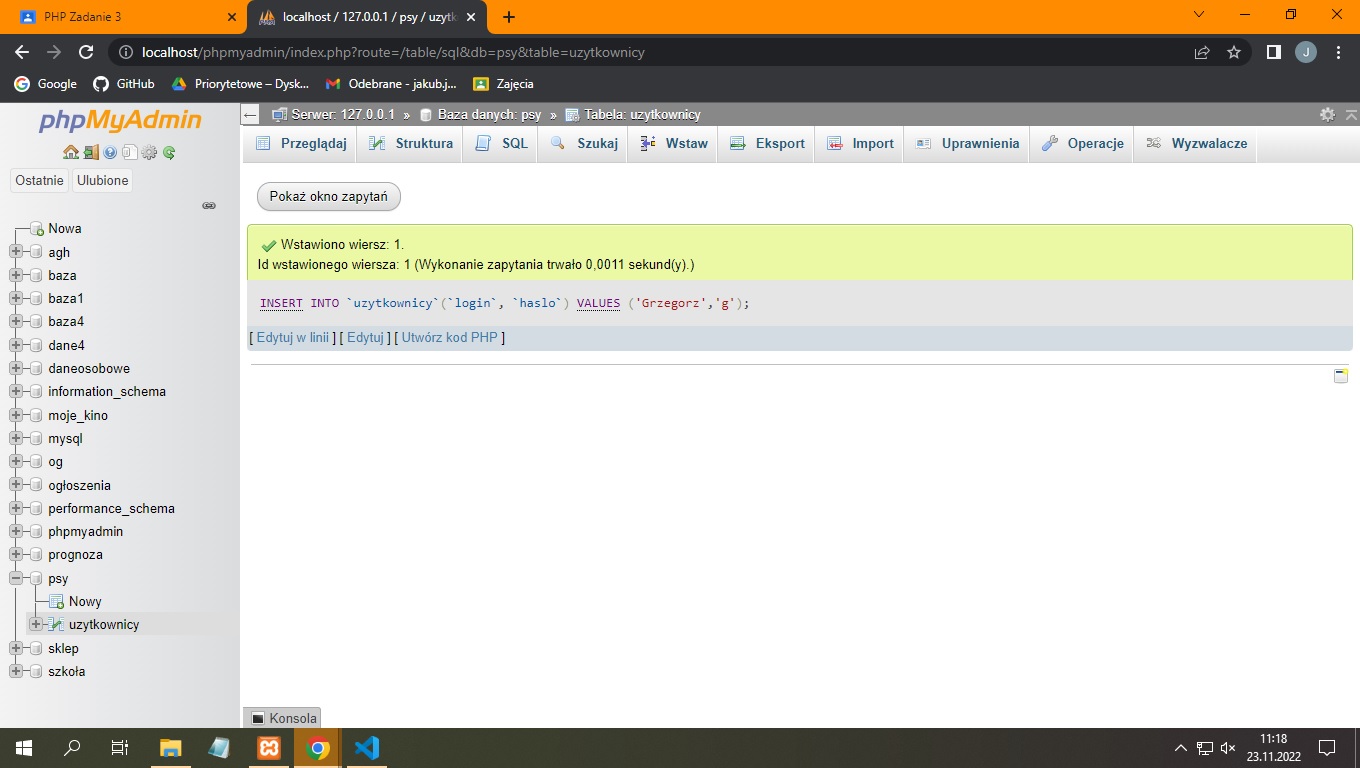 PHP Zadanie 3
localhost / 127.0.0.1 / psy / uzytk
localhost/phpmyadmin/index.php?route=/table/sql&db=psy&table=uzytkownicy
J
Google
GitHub
Priorytetowe – Dysk...
Odebrane - jakub.j...
Zajęcia
phpMyAdmin
Ostatnie
Ulubione
Nowa
agh
baza
baza1
baza4
dane4
daneosobowe
information_schema
moje_kino
mysql
og
ogłoszenia
performance_schema
phpmyadmin
prognoza
psy
Nowy
uzytkownicy
sklep
szkoła
Serwer: 127.0.0.1 » Baza danych: psy » Tabela: uzytkownicy
Przeglądaj
Struktura
SQL
Szukaj
Wstaw
Eksport
Import
Uprawnienia
Operacje
Wyzwalacze
Pokaż okno zapytań
Wstawiono wiersz: 1.
Id wstawionego wiersza: 1 (Wykonanie zapytania trwało 0,0011 sekund(y).)
INSERT INTO `uzytkownicy`(`login`, `haslo`) VALUES ('Grzegorz','g');
[ Edytuj w linii ] [ Edytuj ] [ Utwórz kod PHP ]
Konsola
11:18
23.11.2022